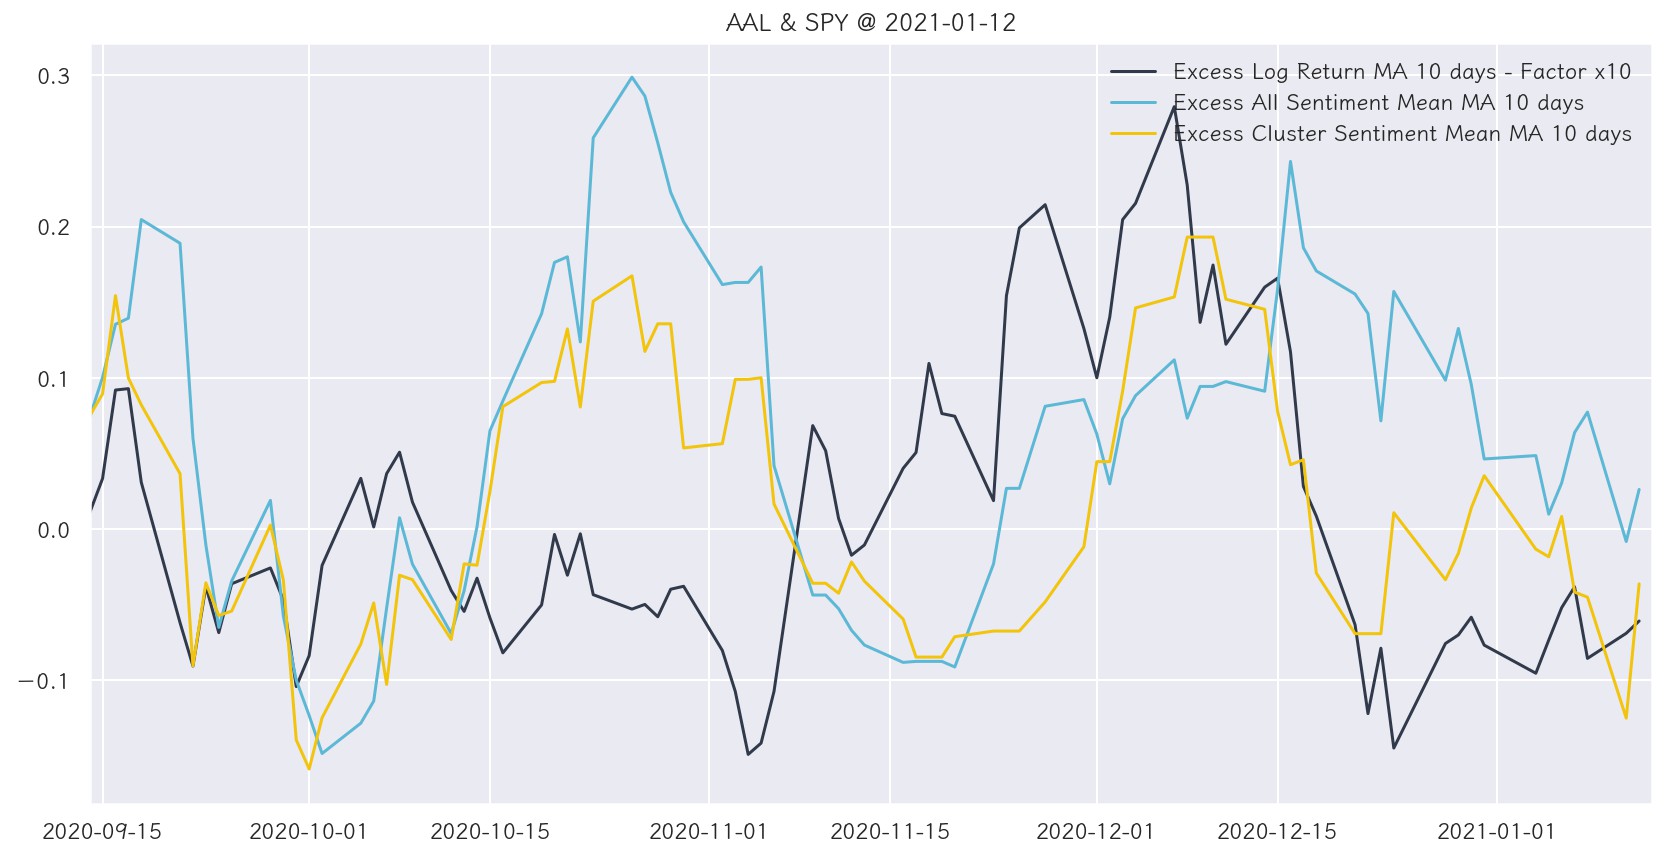 AAL & SPY @ 2021-01-12
Excess Log Return MA 10 days - Factor x10
Excess All Sentiment Mean MA 10 days
Excess Cluster Sentiment Mean MA 10 days
0.3
0.2
0.1
0.0
−0.1
2020-09-15 2020-10-01 2020-10-15 2020-11-01 2020-11-15 2020-12-01 2020-12-15 2021-01-01